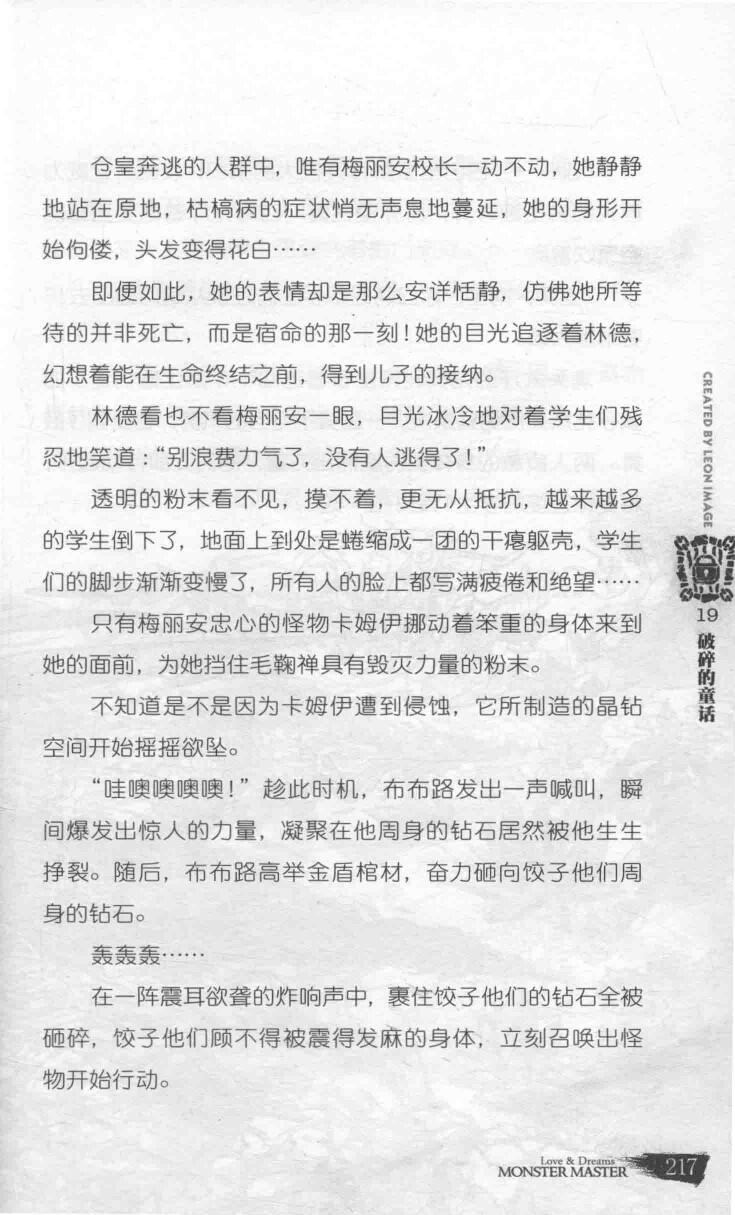 仓皇奔逃的人群中，唯有梅丽安校长一动不动，她静静
地站在原地，枯槁病的症状悄无声息地蔓延，她的身形开
始佝偻，头发变得花白……
即便如此，她的表情却是那么安详恬静，仿佛她所等
待的并非死亡，而是宿命的那一刻！她的目光追逐着林德，
幻想着能在生命终结之前，得到儿子的接纳。
林德看也不看梅丽安一眼，目光冰冷地对着学生们残
忍地笑道：“别浪费力气了，没有人逃得了！”
透明的粉末看不见，摸不着，更无从抵抗，越来越多
的学生倒下了，地面上到处是蜷缩成一团的干瘪躯壳，学生
们的脚步渐渐变慢了，所有人的脸上都写满疲倦和绝望……
只有梅丽安忠心的怪物卡姆伊挪动着笨重的身体来到
她的面前，为她挡住毛鞠禅具有毁灭力量的粉末。
不知道是不是因为卡姆伊遭到侵蚀，它所制造的晶钻
空间开始摇摇欲坠。
“哇噢噢噢噢！”趁此时机，布布路发出一声喊叫，瞬
间爆发出惊人的力量，凝聚在他周身的钻石居然被他生生
挣裂。随后，布布路高举金盾棺材，奋力砸向饺子他们周
身的钻石。
轰轰轰……
在一阵震耳欲聋的炸响声中，裹住饺子他们的钻石全被
砸碎，饺子他们顾不得被震得发麻的身体，立刻召唤出怪
物开始行动。
CREATED BY LEON IMAGE
19
破碎的童话
Love & Dreams
MONSTER MASTER
217